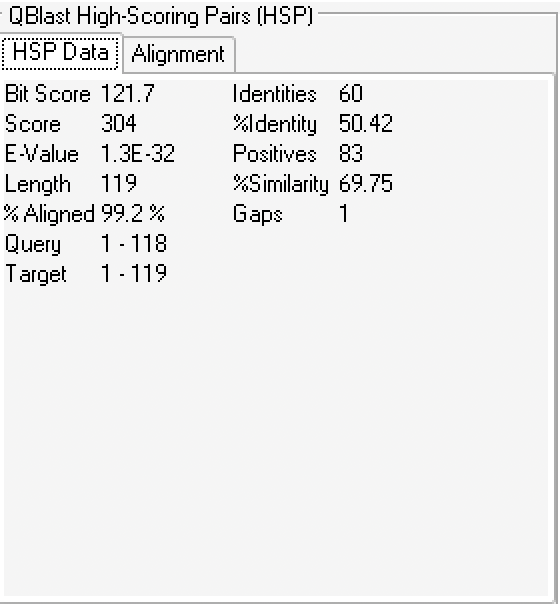 QBlast High-Scoring Pairs (HSP)
HSP Data Alignment
Bit Score 121.7 Identities 60
Score 304 %Identity 50.42
E-Value 1.3E-32 Positives 83
Length 119 %Similarity 69.75
% Aligned 99.2 % Gaps 1
Query 1 - 118
Target 1 - 119